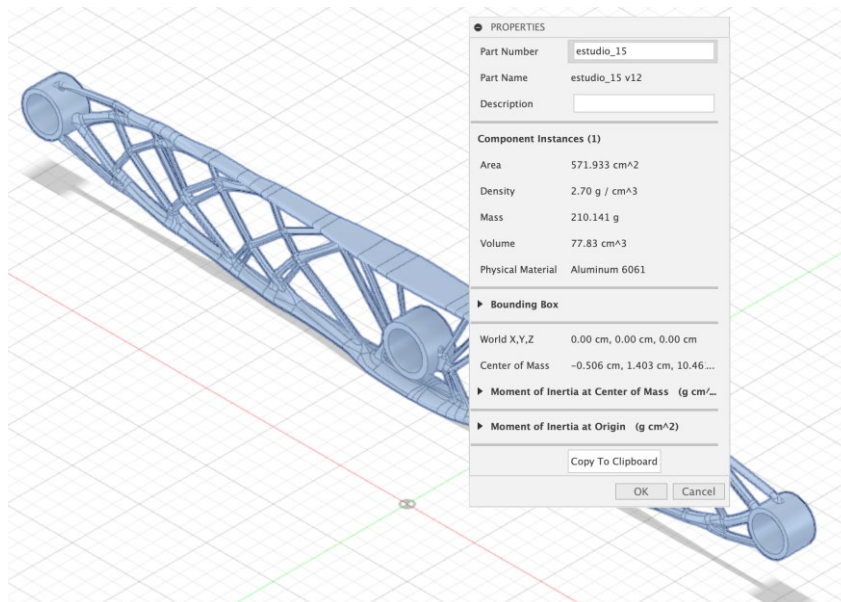 PROPERTIES
Part Number estudio_15
Part Name estudio_15 v12
Description
Component Instances (1)
Area 571.933 cm^2
Density 2.70 g / cm^3
Mass 210.141 g
Volume 77.83 cm^3
Physical Material Aluminum 6061
Bounding Box
World X,Y,Z 0.00 cm, 0.00 cm, 0.00 cm
Center of Mass -0.506 cm, 1.403 cm, 10.46...
Moment of Inertia at Center of Mass (g cm^...
Moment of Inertia at Origin (g cm^2)
Copy To Clipboard
OK Cancel